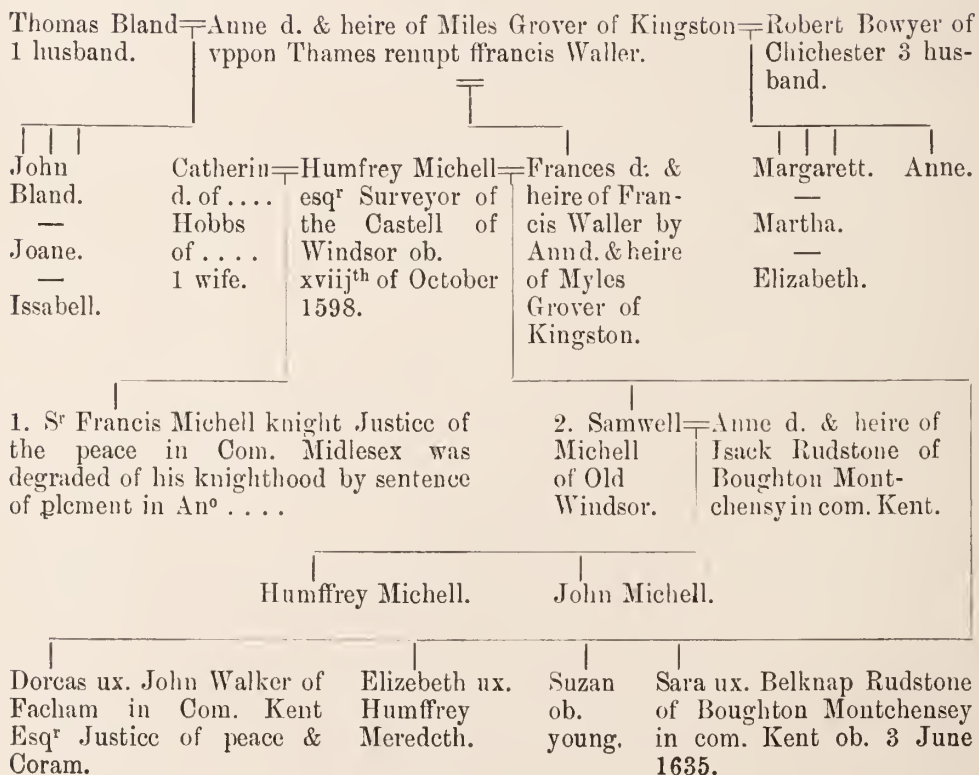 Thomas Bland
1 husband.
Anne d. & heire of Miles Grover of Kingston
vppon Thames renupt ffrancis Waller.
Robert Bowyer of
Chichester 3 hus-
band.
John
Bland.
—
Joane.
—
Issabell.
Catherin
d. of . . . .
Hobbs
of . . . .
1 wife.
Humfrey Michell
esqʳ Surveyor of
the Castell of
Windsor ob.
xviijᵗʰ of October
1598.
Frances d. &
heire of Fran-
cis Waller by
Ann d. & heire
of Myles
Grover of
Kingston.
Margarett.
—
Martha.
—
Elizabeth.
Anne.
1. Sʳ Francis Michell knight Justice of
the peace in Com. Midlesex was
degraded of his knighthood by sentence
of plement in Anᵒ . . . .
2. Samwell
Michell
of Old
Windsor.
Anne d. & heire of
Isack Rudstone of
Boughton Mont-
chensy in com. Kent.
Humffrey Michell.
John Michell.
Dorcas ux. John Walker of
Facham in Com. Kent
Esqʳ Justice of peace &
Coram.
Elizebeth ux.
Humffrey
Meredeth.
Suzan
ob.
young.
Sara ux. Belknap Rudstone
of Boughton Montchensey
in com. Kent ob. 3 June
1635.